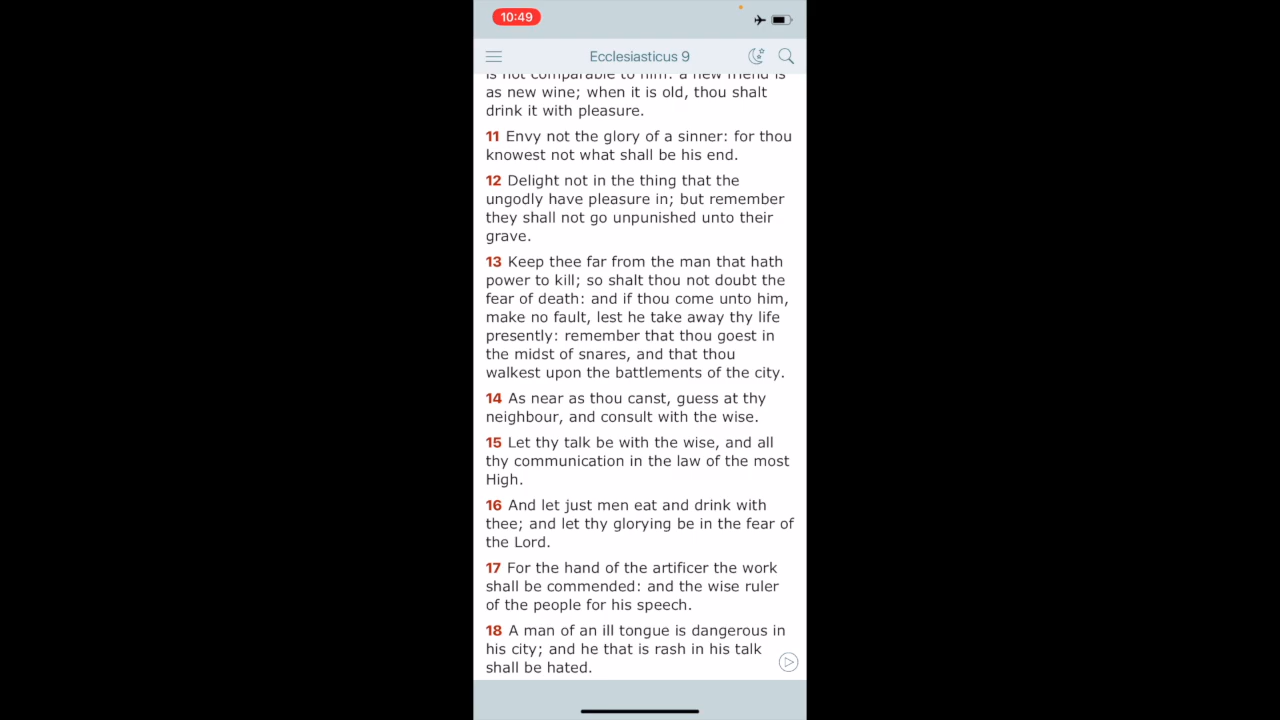 10:49
Ecclesiasticus 9
is not comparable to him: a new friend is
as new wine; when it is old, thou shalt
drink it with pleasure.
11 Envy not the glory of a sinner: for thou
knowest not what shall be his end.
12 Delight not in the thing that the
ungodly have pleasure in; but remember
they shall not go unpunished unto their
grave.
13 Keep thee far from the man that hath
power to kill; so shalt thou not doubt the
fear of death: and if thou come unto him,
make no fault, lest he take away thy life
presently: remember that thou goest in
the midst of snares, and that thou
walkest upon the battlements of the city.
14 As near as thou canst, guess at thy
neighbour, and consult with the wise.
15 Let thy talk be with the wise, and all
thy communication in the law of the most
High.
16 And let just men eat and drink with
thee; and let thy glorying be in the fear of
the Lord.
17 For the hand of the artificer the work
shall be commended: and the wise ruler
of the people for his speech.
18 A man of an ill tongue is dangerous in
his city; and he that is rash in his talk
shall be hated.